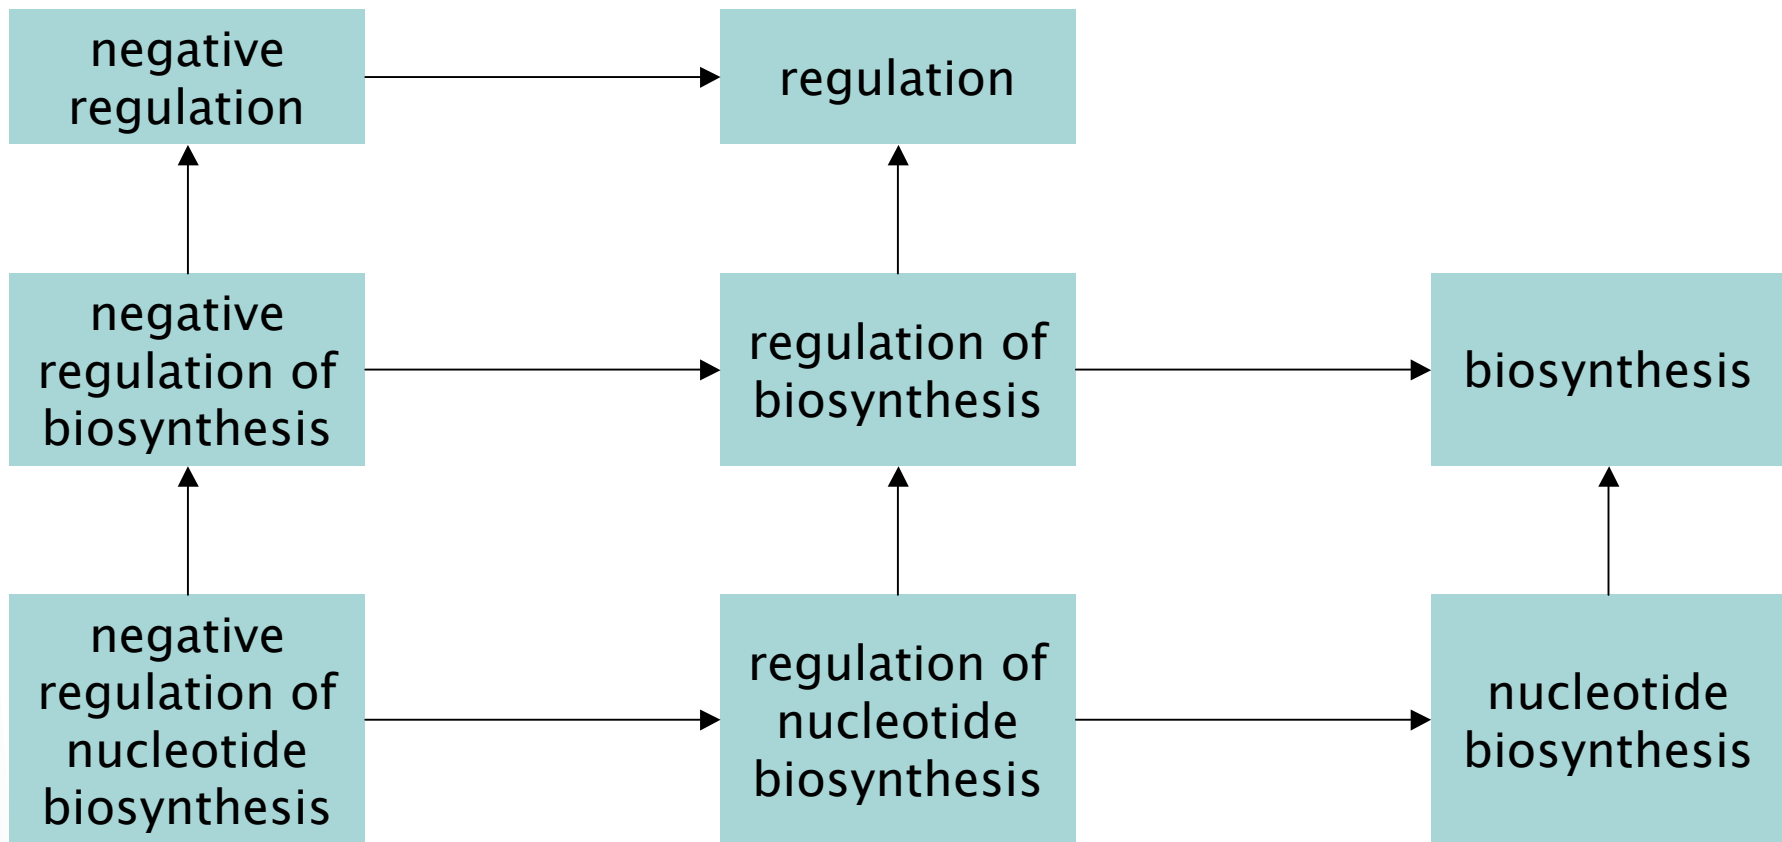 negative
regulation
regulation
negative
regulation of
biosynthesis
regulation of
biosynthesis
biosynthesis
negative
regulation of
nucleotide
biosynthesis
regulation of
nucleotide
biosynthesis
nucleotide
biosynthesis